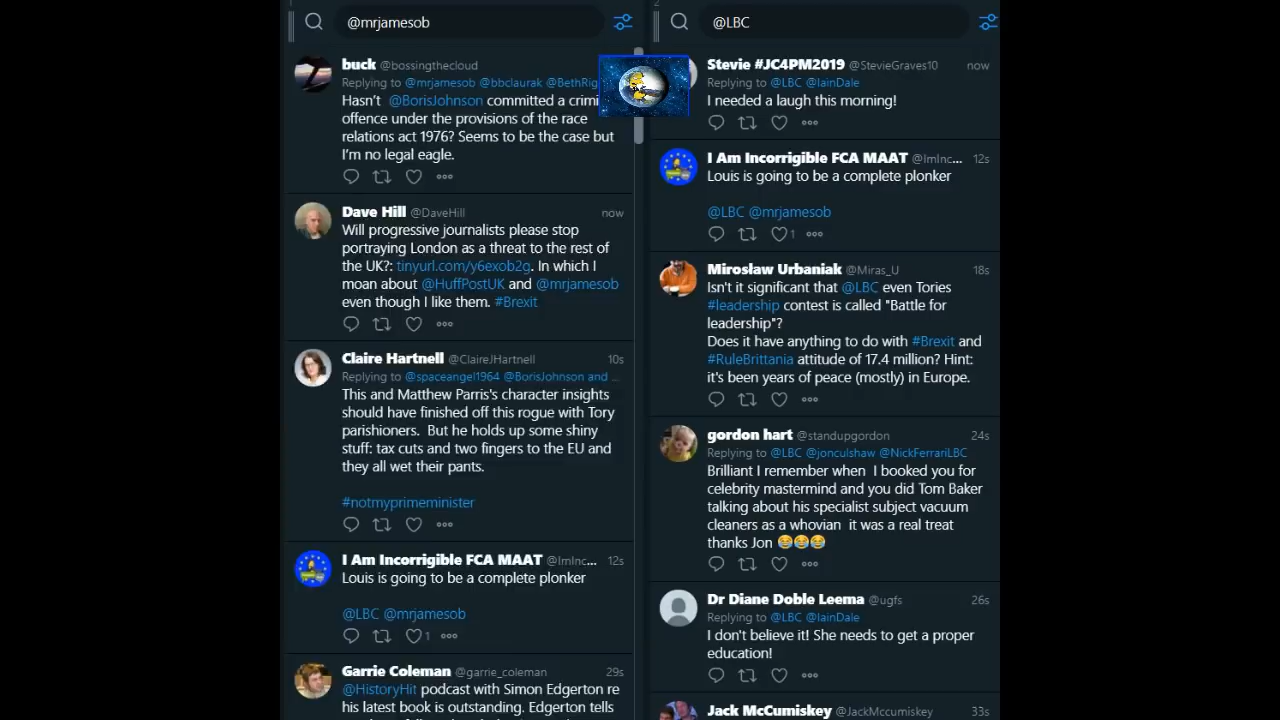 1
@mrjamesob
buck @bossingthecloud
Replying to @mrjamesob @bbclaurak @BethRig
Hasn't @BorisJohnson committed a crimi
offence under the provisions of the race
relations act 1976? Seems to be the case but
I'm no legal eagle.
Dave Hill @DaveHill now
Will progressive journalists please stop
portraying London as a threat to the rest of
the UK?: tinyurl.com/y6exob2g. In which I
moan about @HuffPostUK and @mrjamesob
even though I like them. #Brexit
Claire Hartnell @ClaireJHartnell 10s
Replying to @spaceangel1964 @BorisJohnson and ...
This and Matthew Parris's character insights
should have finished off this rogue with Tory
parishioners. But he holds up some shiny
stuff: tax cuts and two fingers to the EU and
they all wet their pants.
#notmyprimeminister
I Am Incorrigible FCA MAAT @ImInc... 12s
Louis is going to be a complete plonker
@LBC @mrjamesob
1
Garrie Coleman @garrie_coleman 29s
@HistoryHit podcast with Simon Edgerton re
his latest book is outstanding. Edgerton tells
2
@LBC
Stevie #JC4PM2019 @StevieGraves10 now
Replying to @LBC @IainDale
I needed a laugh this morning!
I Am Incorrigible FCA MAAT @ImInc... 12s
Louis is going to be a complete plonker
@LBC @mrjamesob
1
Mirosław Urbaniak @Miras_U 18s
Isn't it significant that @LBC even Tories
#leadership contest is called "Battle for
leadership"?
Does it have anything to do with #Brexit and
#RuleBrittania attitude of 17.4 million? Hint:
it's been years of peace (mostly) in Europe.
gordon hart @standupgordon 24s
Replying to @LBC @jonculshaw @NickFerrariLBC
Brilliant I remember when I booked you for
celebrity mastermind and you did Tom Baker
talking about his specialist subject vacuum
cleaners as a whovian it was a real treat
thanks Jon 😂😂😂
Dr Diane Doble Leema @ugfs 26s
Replying to @LBC @IainDale
I don't believe it! She needs to get a proper
education!
Jack McCumiskey @JackMccumiskey 33s